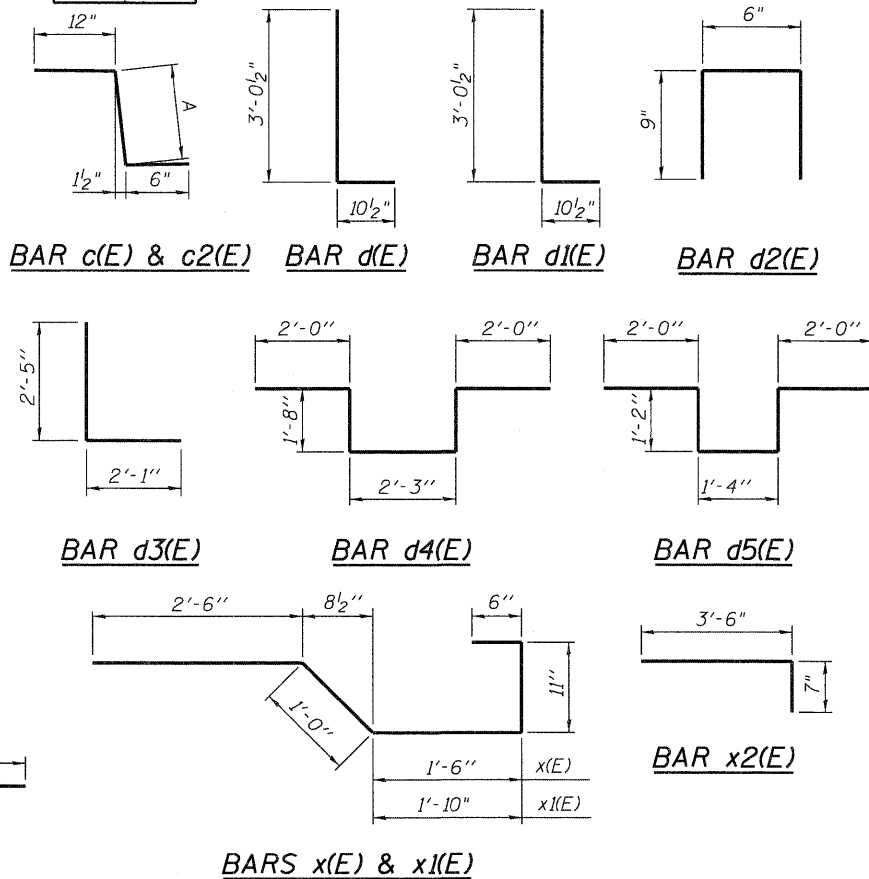 12"
A
1½"
6"
BAR c(E) & c2(E)
3'-0½"
10½"
BAR d(E)
3'-0½"
10½"
BAR d1(E)
6"
9"
BAR d2(E)
2'-5"
2'-1"
BAR d3(E)
2'-0"
2'-0"
1'-8"
2'-3"
BAR d4(E)
2'-0"
2'-0"
1'-2"
1'-4"
BAR d5(E)
2'-6"
8½"
6"
1'-0"
11"
1'-6"
x(E)
1'-10"
x1(E)
BARS x(E) & x1(E)
3'-6"
7"
BAR x2(E)